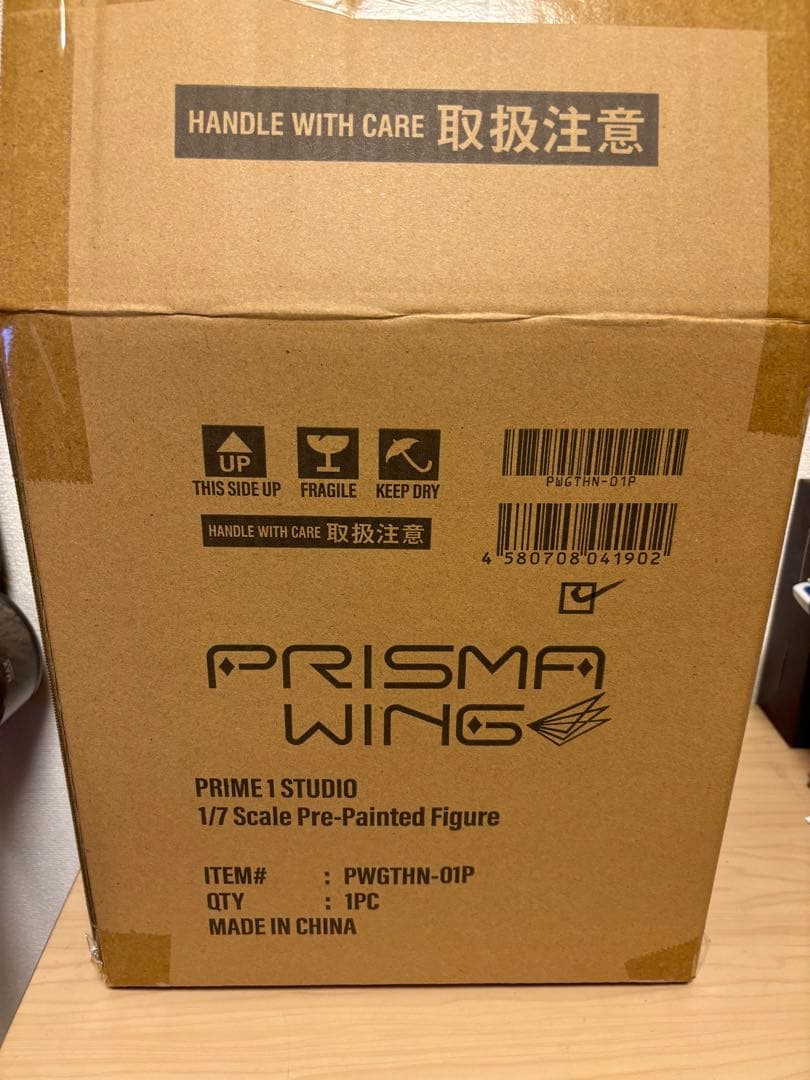 HANDLE WITH CARE 取扱注意
UP
THIS SIDE UP FRAGILE KEEP DRY
HANDLE WITH CARE 取扱注意
PWGTHN-01P
4 580708 041902
PRISMA
WING
PRIME 1 STUDIO
1/7 Scale Pre-Painted Figure
ITEM# : PWGTHN-01P
QTY : 1PC
MADE IN CHINA